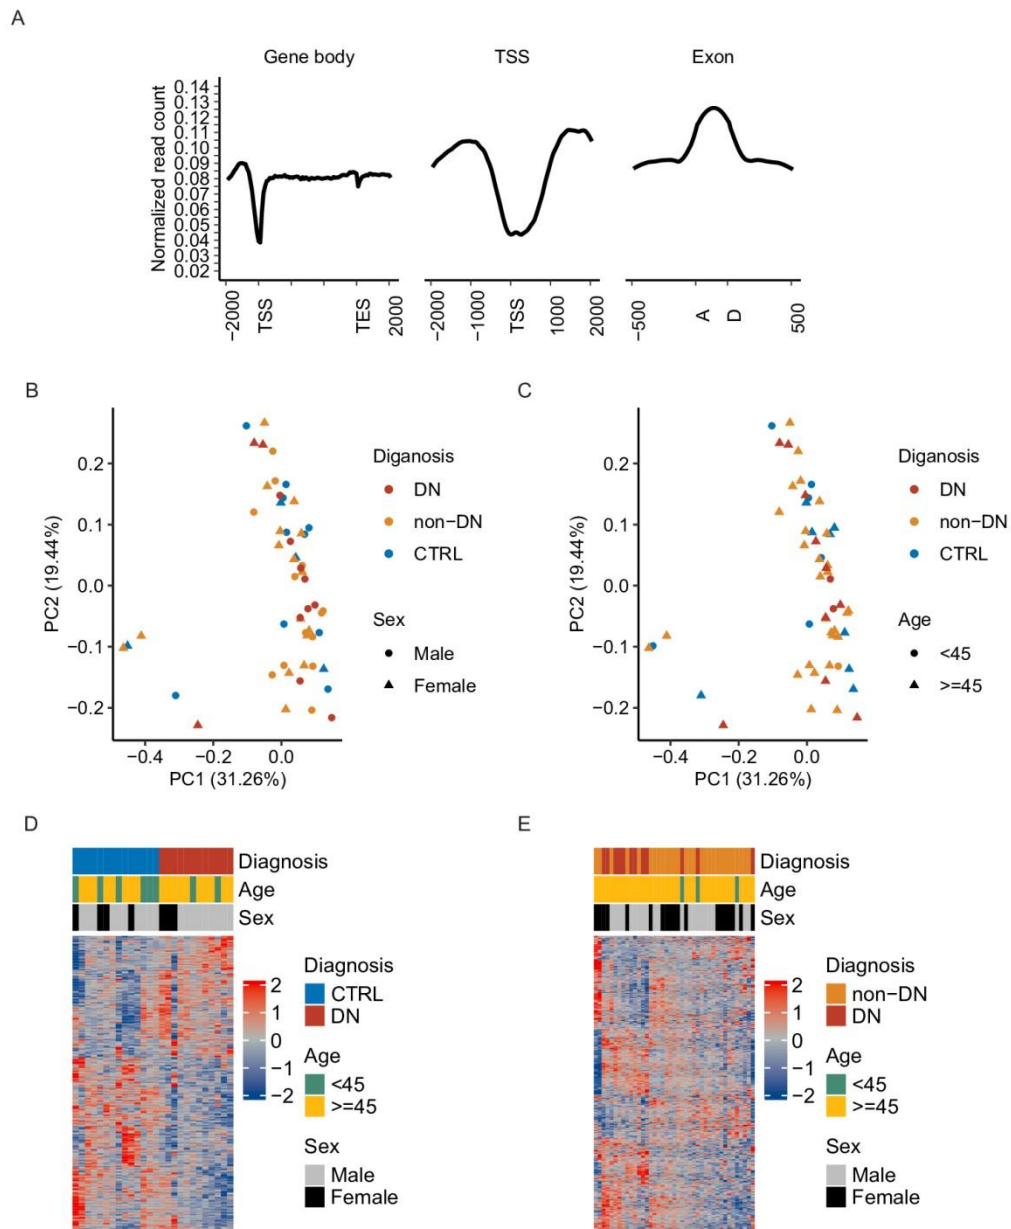 A
Gene body TSS Exon
Normalized read count
0.14
0.13
0.12
0.11
0.10
0.09
0.08
0.07
0.06
0.05
0.04
0.03
0.02
−2000 TSS TES 2000
−2000 −1000 TSS 1000 2000
−500 A D 500
B
PC2 (19.44%)
0.2
0.1
0.0
−0.1
−0.2
−0.4 −0.2 0.0
PC1 (31.26%)
Diganosis
DN
non−DN
CTRL
Sex
Male
Female
C
PC2 (19.44%)
0.2
0.1
0.0
−0.1
−0.2
−0.4 −0.2 0.0
PC1 (31.26%)
Diganosis
DN
non−DN
CTRL
Age
<45
>=45
D
Diagnosis
Age
Sex
2
1
0
−1
−2
Diagnosis
CTRL
DN
Age
<45
>=45
Sex
Male
Female
E
Diagnosis
Age
Sex
2
1
0
−1
−2
Diagnosis
non−DN
DN
Age
<45
>=45
Sex
Male
Female